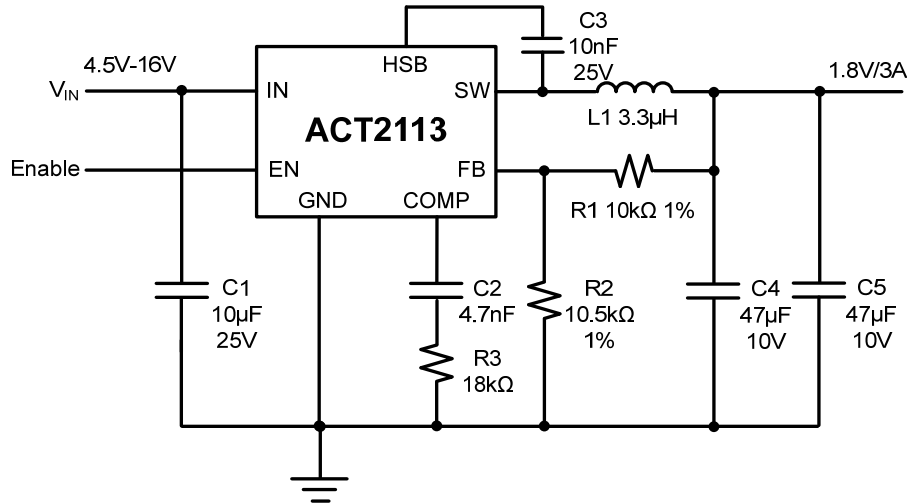 C3
10nF
25V
4.5V-16V
HSB
1.8V/3A
VIN
IN
SW
L1 3.3µH
ACT2113
Enable
EN
FB
GND
COMP
R1 10kΩ 1%
C1
10µF
25V
C2
4.7nF
R2
10.5kΩ
1%
C4
47µF
10V
C5
47µF
10V
R3
18kΩ